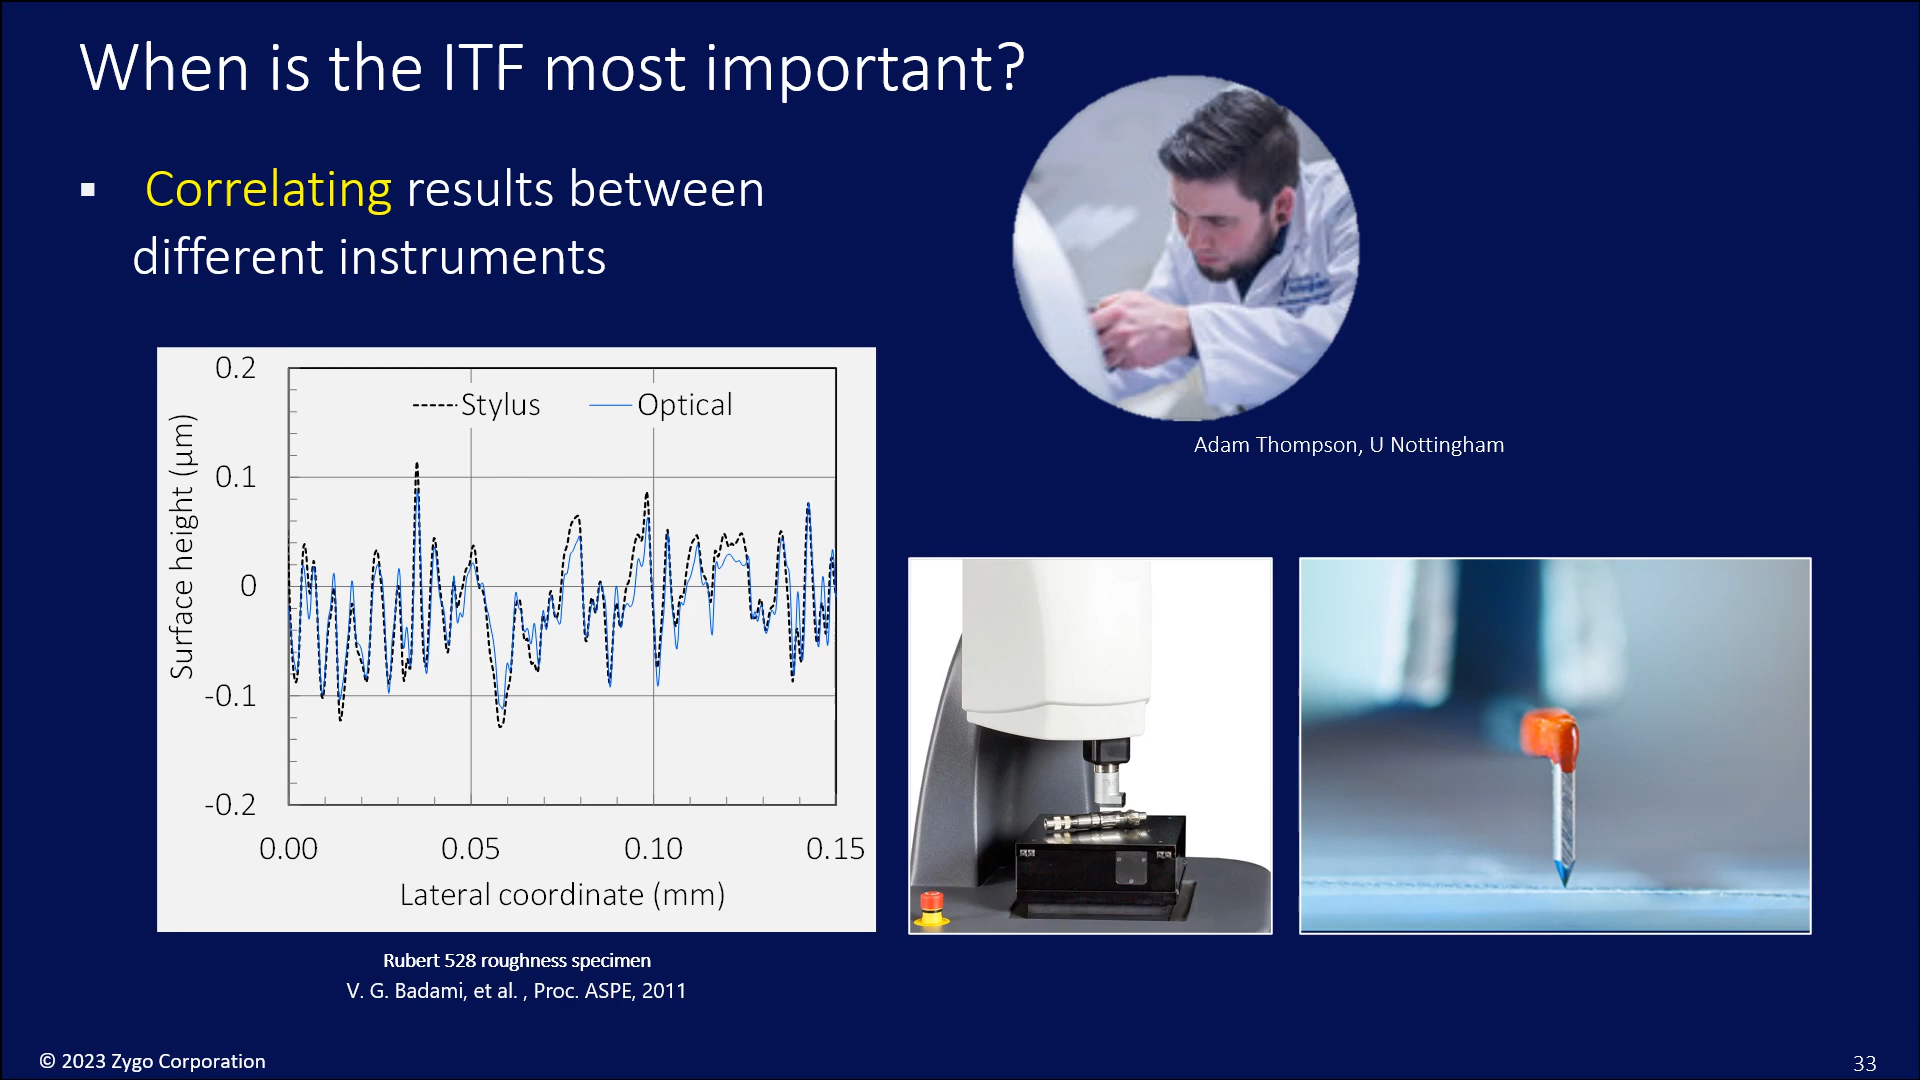 When is the ITF most important?
▪ Correlating results between
different instruments
Adam Thompson, U Nottingham
0.2
0.1
0
-0.1
-0.2
Surface height (µm)
Stylus
Optical
0.00
0.05
0.10
0.15
Lateral coordinate (mm)
Rubert 528 roughness specimen
V. G. Badami, et al. , Proc. ASPE, 2011
© 2023 Zygo Corporation
33